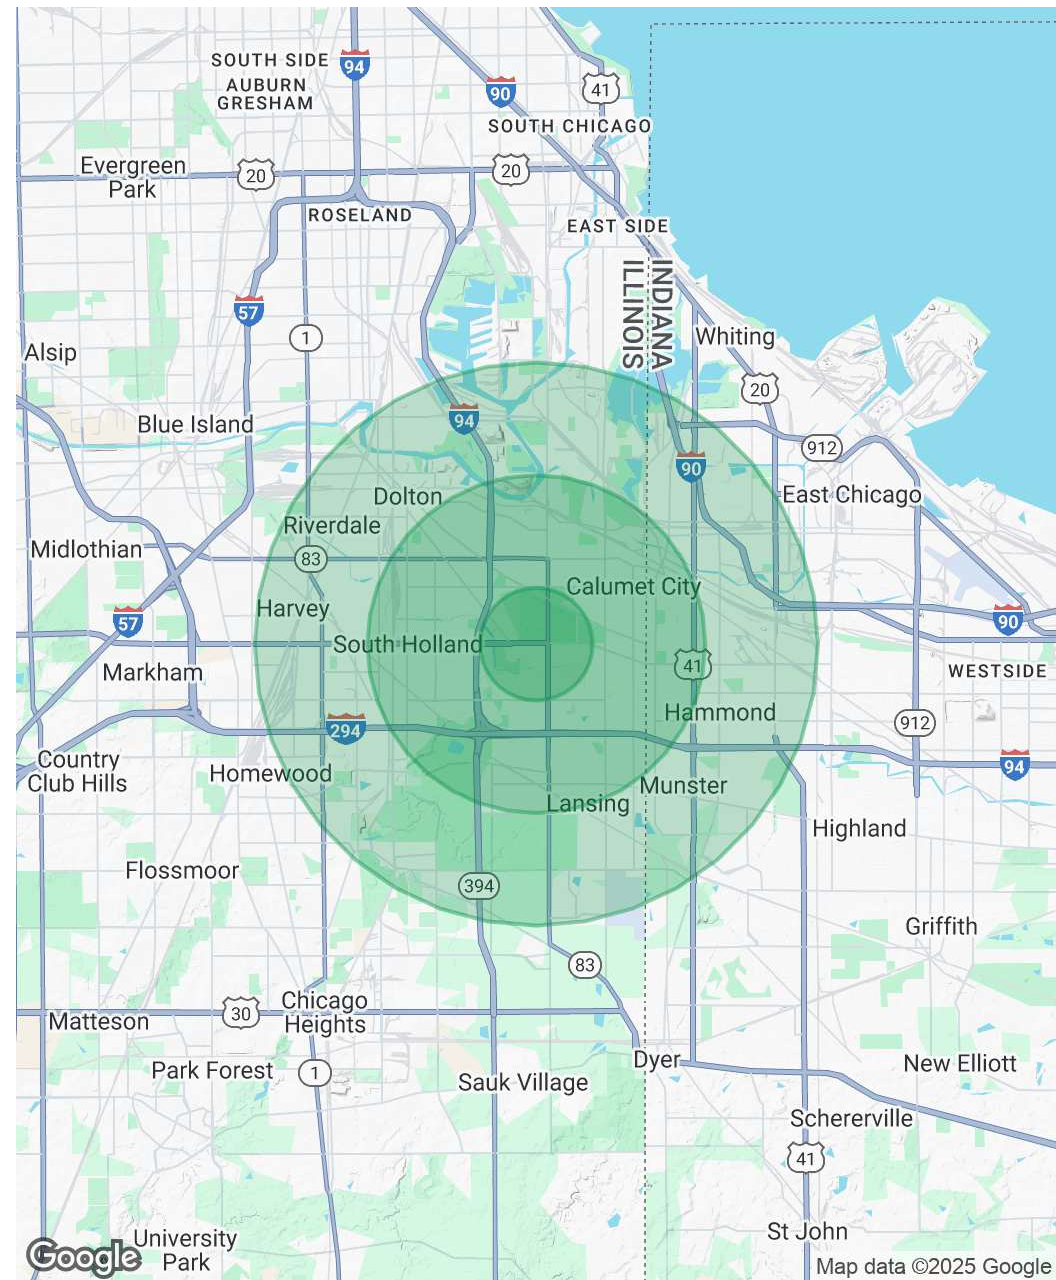 SOUTH SIDE
94
AUBURN
GRESHAM
90
41
SOUTH CHICAGO
Evergreen
Park
20
20
ROSELAND
EAST SIDE
INDIANA
ILLINOIS
57
1
Whiting
Alsip
20
Blue Island
94
912
90
Dolton
East Chicago
Riverdale
Midlothian
83
Calumet City
Harvey
57
90
South Holland
41
Markham
WESTSIDE
Hammond
912
294
94
Country
Club Hills
Homewood
Munster
Lansing
Highland
Flossmoor
394
Griffith
83
Chicago
Heights
30
Matteson
Dyer
New Elliott
Park Forest
1
Sauk Village
Schererville
41
St John
University
Park
Google
Map data ©2025 Google